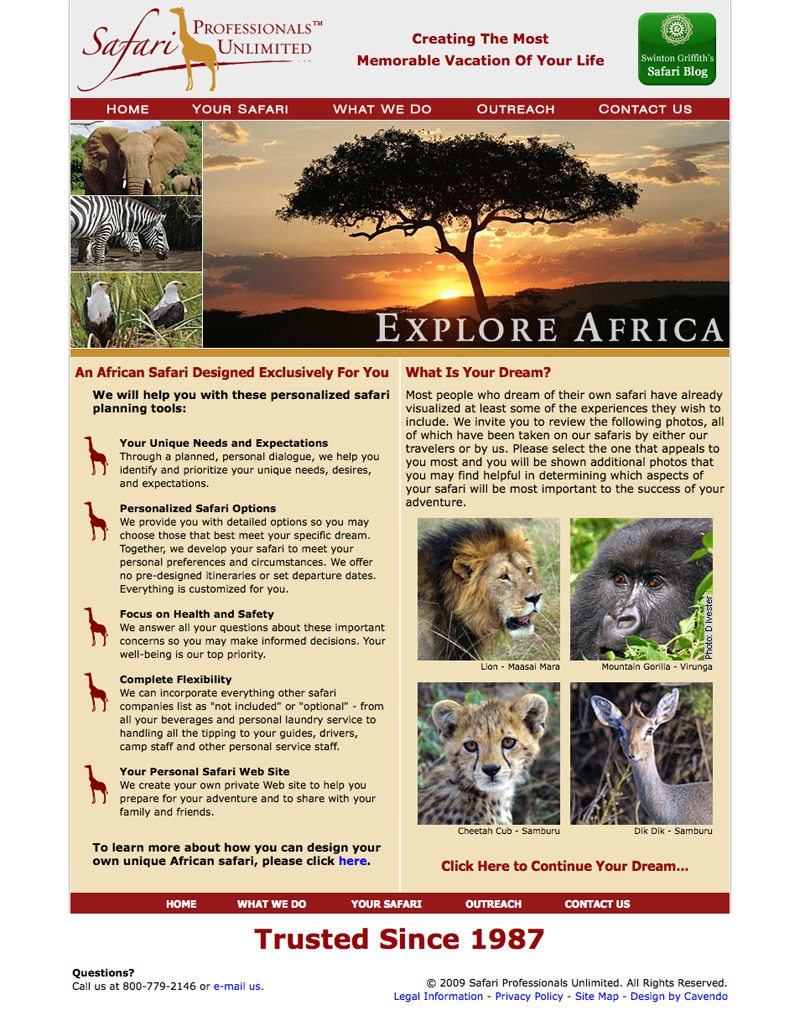 Safari PROFESSIONALS™
UNLIMITED
Creating The Most
Memorable Vacation Of Your Life
Swinton Griffith's
Safari Blog
HOME YOUR SAFARI WHAT WE DO OUTREACH CONTACT US
EXPLORE AFRICA
An African Safari Designed Exclusively For You
We will help you with these personalized safari
planning tools:
Your Unique Needs and Expectations
Through a planned, personal dialogue, we help you
identify and prioritize your unique needs, desires,
and expectations.
Personalized Safari Options
We provide you with detailed options so you may
choose those that best meet your specific dream.
Together, we develop your safari to meet your
personal preferences and circumstances. We offer
no pre-designed itineraries or set departure dates.
Everything is customized for you.
Focus on Health and Safety
We answer all your questions about these important
concerns so you may make informed decisions. Your
well-being is our top priority.
Complete Flexibility
We can incorporate everything other safari
companies list as "not included" or "optional" - from
all your beverages and personal laundry service to
handling all the tipping to your guides, drivers,
camp staff and other personal service staff.
Your Personal Safari Web Site
We create your own private Web site to help you
prepare for your adventure and to share with your
family and friends.
To learn more about how you can design your
own unique African safari, please click here.
What Is Your Dream?
Most people who dream of their own safari have already
visualized at least some of the experiences they wish to
include. We invite you to review the following photos, all
of which have been taken on our safaris by either our
travelers or by us. Please select the one that appeals to
you most and you will be shown additional photos that
you may find helpful in determining which aspects of
your safari will be most important to the success of your
adventure.
Photo: D Ivester
Lion - Maasai Mara
Mountain Gorilla - Virunga
Cheetah Cub - Samburu
Dik Dik - Samburu
Click Here to Continue Your Dream...
HOME WHAT WE DO YOUR SAFARI OUTREACH CONTACT US
Trusted Since 1987
Questions?
Call us at 800-779-2146 or e-mail us.
© 2009 Safari Professionals Unlimited. All Rights Reserved.
Legal Information - Privacy Policy - Site Map - Design by Cavendo